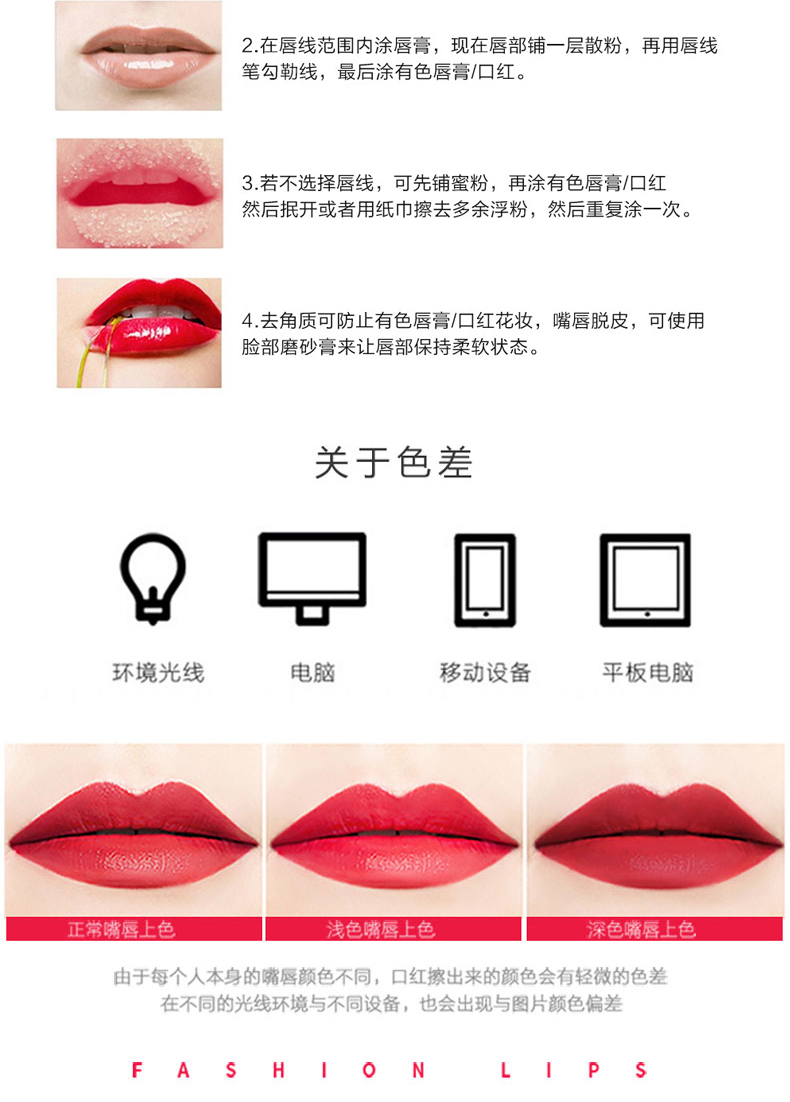 2.在唇线范围内涂唇膏，现在唇部铺一层散粉，再用唇线
笔勾勒线，最后涂有色唇膏/口红。
3.若不选择唇线，可先铺蜜粉，再涂有色唇膏/口红
然后抿开或者用纸巾擦去多余浮粉，然后重复涂一次。
4.去角质可防止有色唇膏/口红花妆，嘴唇脱皮，可使用
脸部磨砂膏来让唇部保持柔软状态。
关于色差
环境光线 电脑 移动设备 平板电脑
正常嘴唇上色 浅色嘴唇上色 深色嘴唇上色
由于每个人本身的嘴唇颜色不同，口红擦出来的颜色会有轻微的色差
在不同的光线环境与不同设备，也会出现与图片颜色偏差
FASHION LIPS